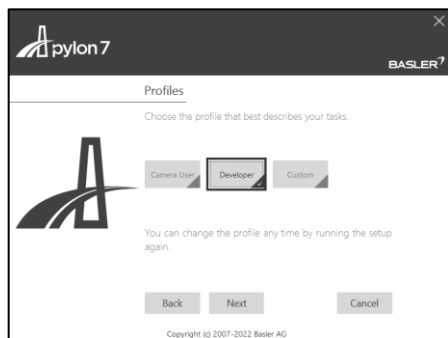 pylon 7
BASLER
Profiles
Choose the profile that best describes your tasks.
Camera User
Developer
Custom
You can change the profile any time by running the setup
again.
Back
Next
Cancel
Copyright (c) 2007-2022 Basler AG